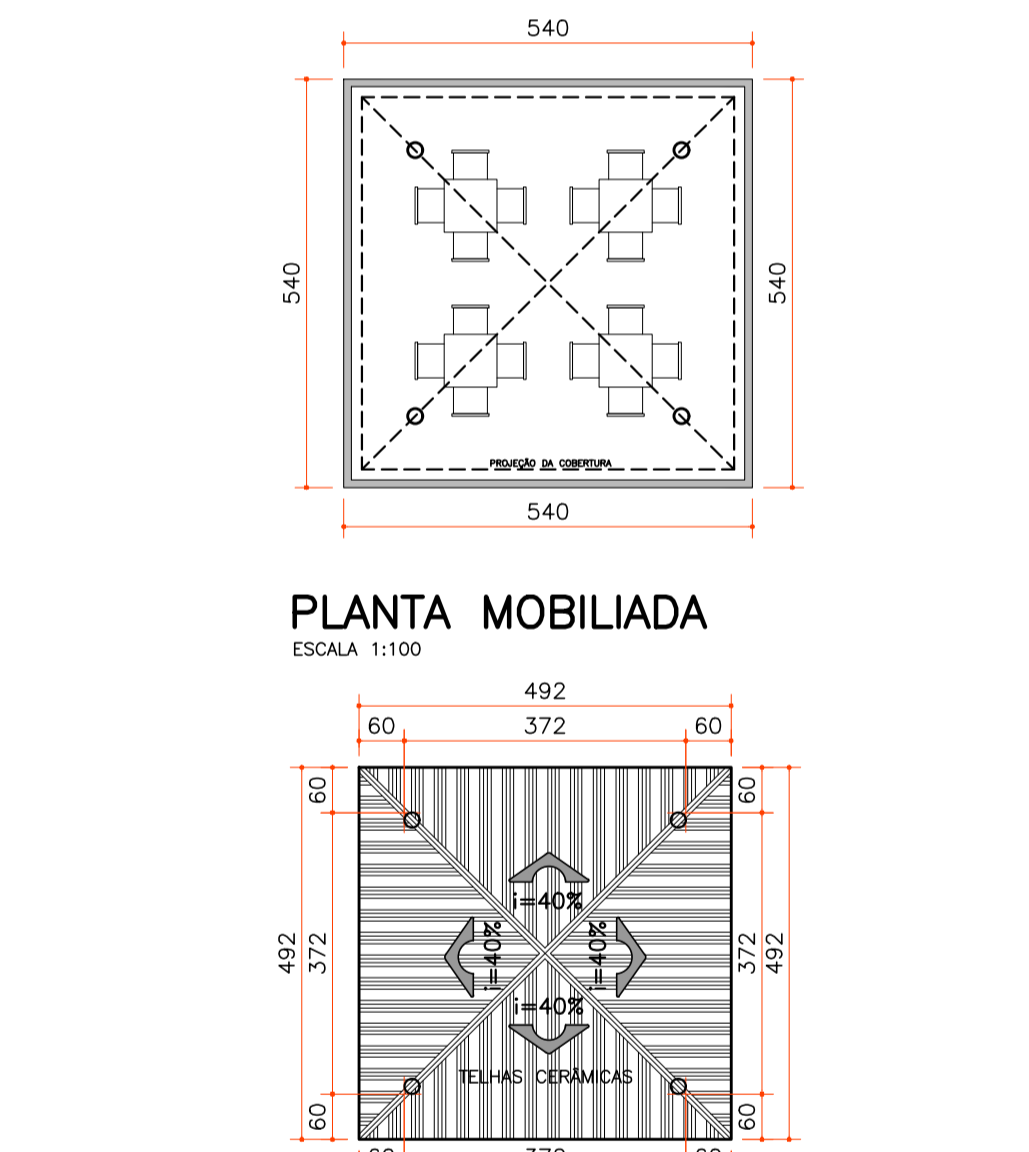 540
540
540
PROJEÇÃO DA COBERTURA
540
PLANTA MOBILIADA
ESCALA 1:100
492
60 372 60
60 60
i=40%
492 372 i=40% i=40% 372 492
i=40%
TELHAS CERÂMICAS
60 60